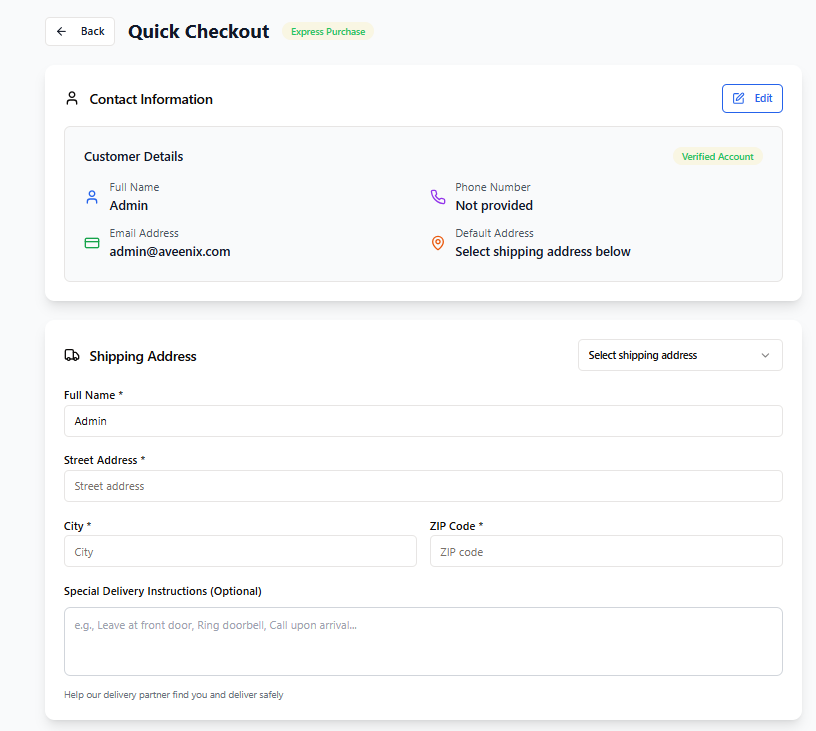 Back
Quick Checkout
Express Purchase
Contact Information
Edit
Customer Details
Verified Account
Full Name
Admin
Phone Number
Not provided
Email Address
admin@aveenix.com
Default Address
Select shipping address below
Shipping Address
Select shipping address
Full Name *
Admin
Street Address *
Street address
City *
City
ZIP Code *
ZIP code
Special Delivery Instructions (Optional)
e.g., Leave at front door, Ring doorbell, Call upon arrival...
Help our delivery partner find you and deliver safely